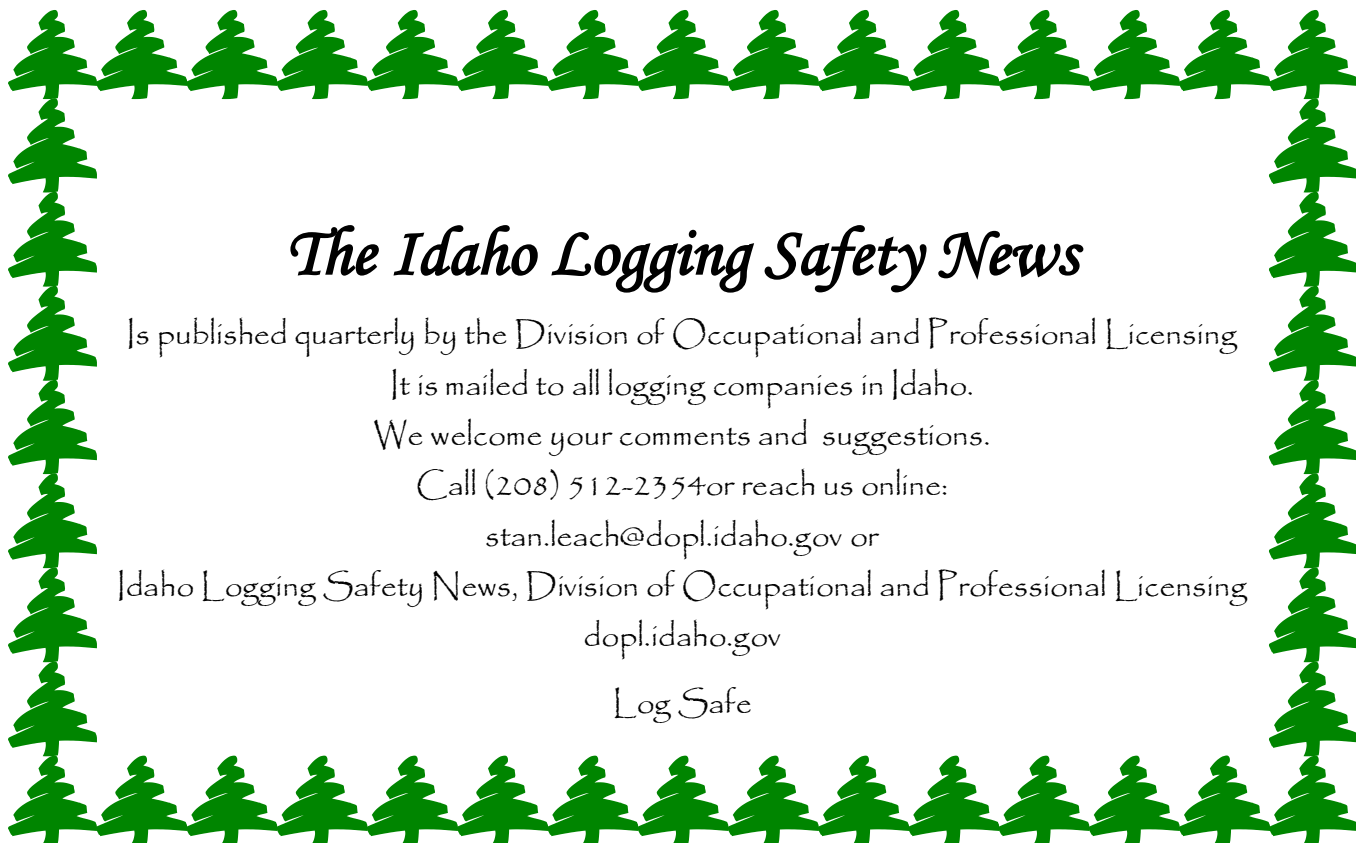 The Idaho Logging Safety News
Is published quarterly by the Division of Occupational and Professional Licensing
It is mailed to all logging companies in Idaho.
We welcome your comments and  suggestions.
Call (208) 512-2354or reach us online:
stan.leach@dopl.idaho.gov or
Idaho Logging Safety News, Division of Occupational and Professional Licensing
dopl.idaho.gov
Log Safe